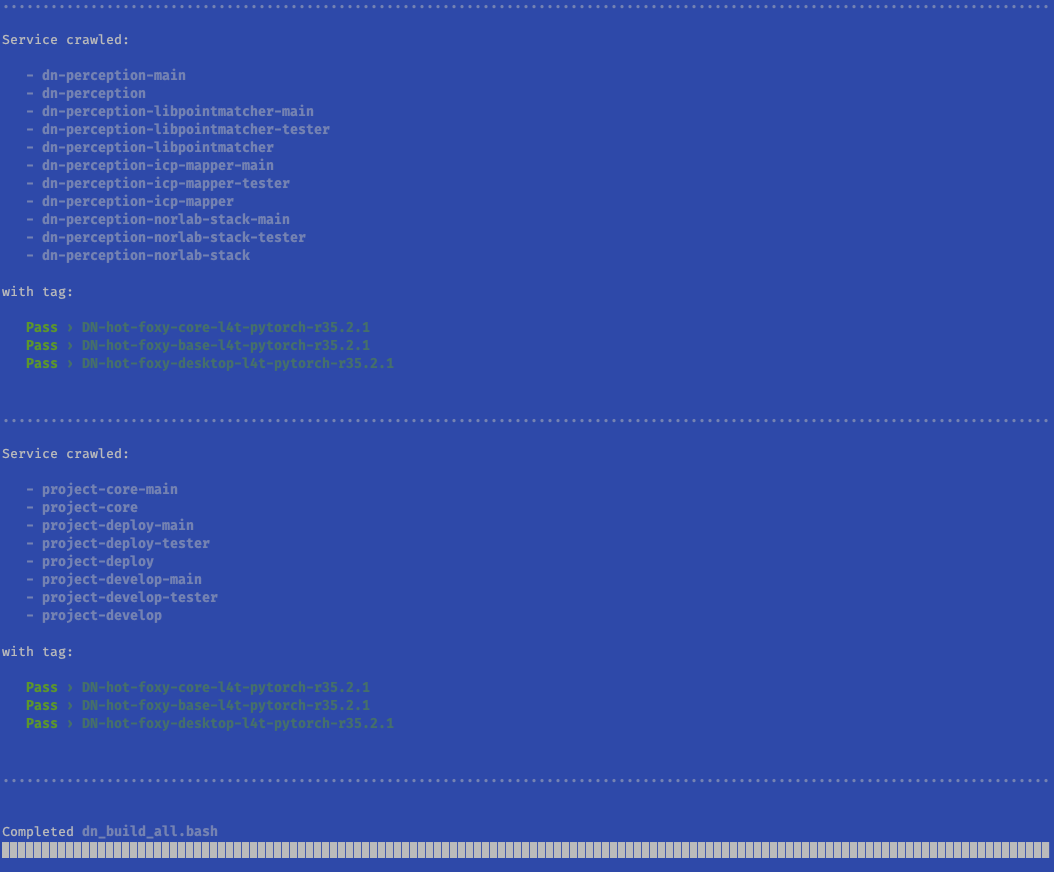 Service crawled:
- dn-perception-main
- dn-perception
- dn-perception-libpointmatcher-main
- dn-perception-libpointmatcher-tester
- dn-perception-libpointmatcher
- dn-perception-icp-mapper-main
- dn-perception-icp-mapper-tester
- dn-perception-icp-mapper
- dn-perception-norlab-stack-main
- dn-perception-norlab-stack-tester
- dn-perception-norlab-stack
with tag:
Pass › DN-hot-foxy-core-l4t-pytorch-r35.2.1
Pass › DN-hot-foxy-base-l4t-pytorch-r35.2.1
Pass › DN-hot-foxy-desktop-l4t-pytorch-r35.2.1
Service crawled:
- project-core-main
- project-core
- project-deploy-main
- project-deploy-tester
- project-deploy
- project-develop-main
- project-develop-tester
- project-develop
with tag:
Pass › DN-hot-foxy-core-l4t-pytorch-r35.2.1
Pass › DN-hot-foxy-base-l4t-pytorch-r35.2.1
Pass › DN-hot-foxy-desktop-l4t-pytorch-r35.2.1
Completed dn_build_all.bash